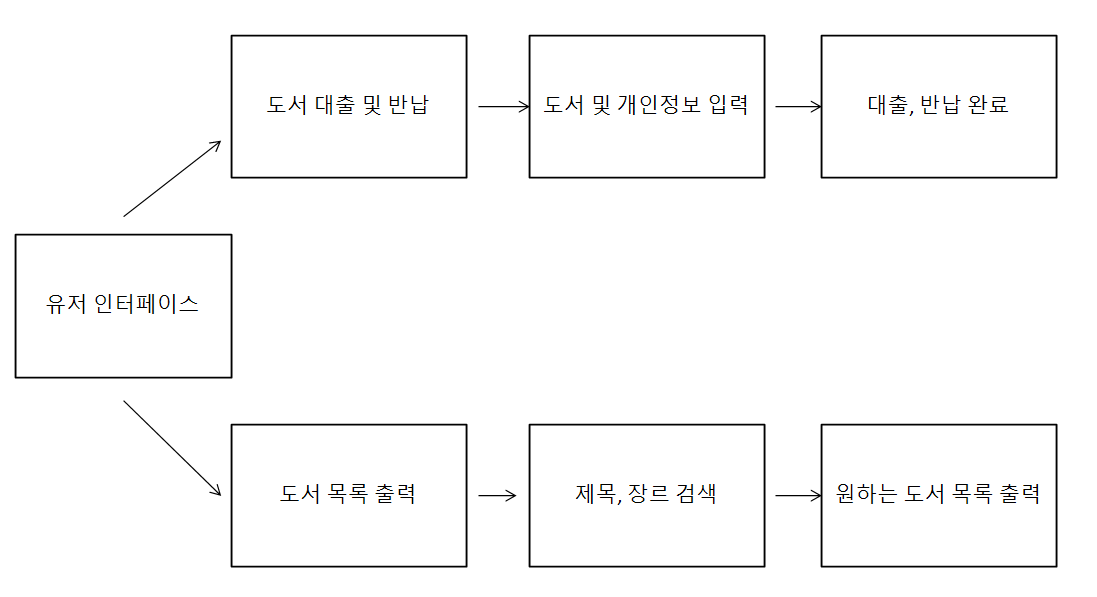 도서 대출 및 반납
도서 및 개인정보 입력
대출, 반납 완료
유저 인터페이스
도서 목록 출력
제목, 장르 검색
원하는 도서 목록 출력